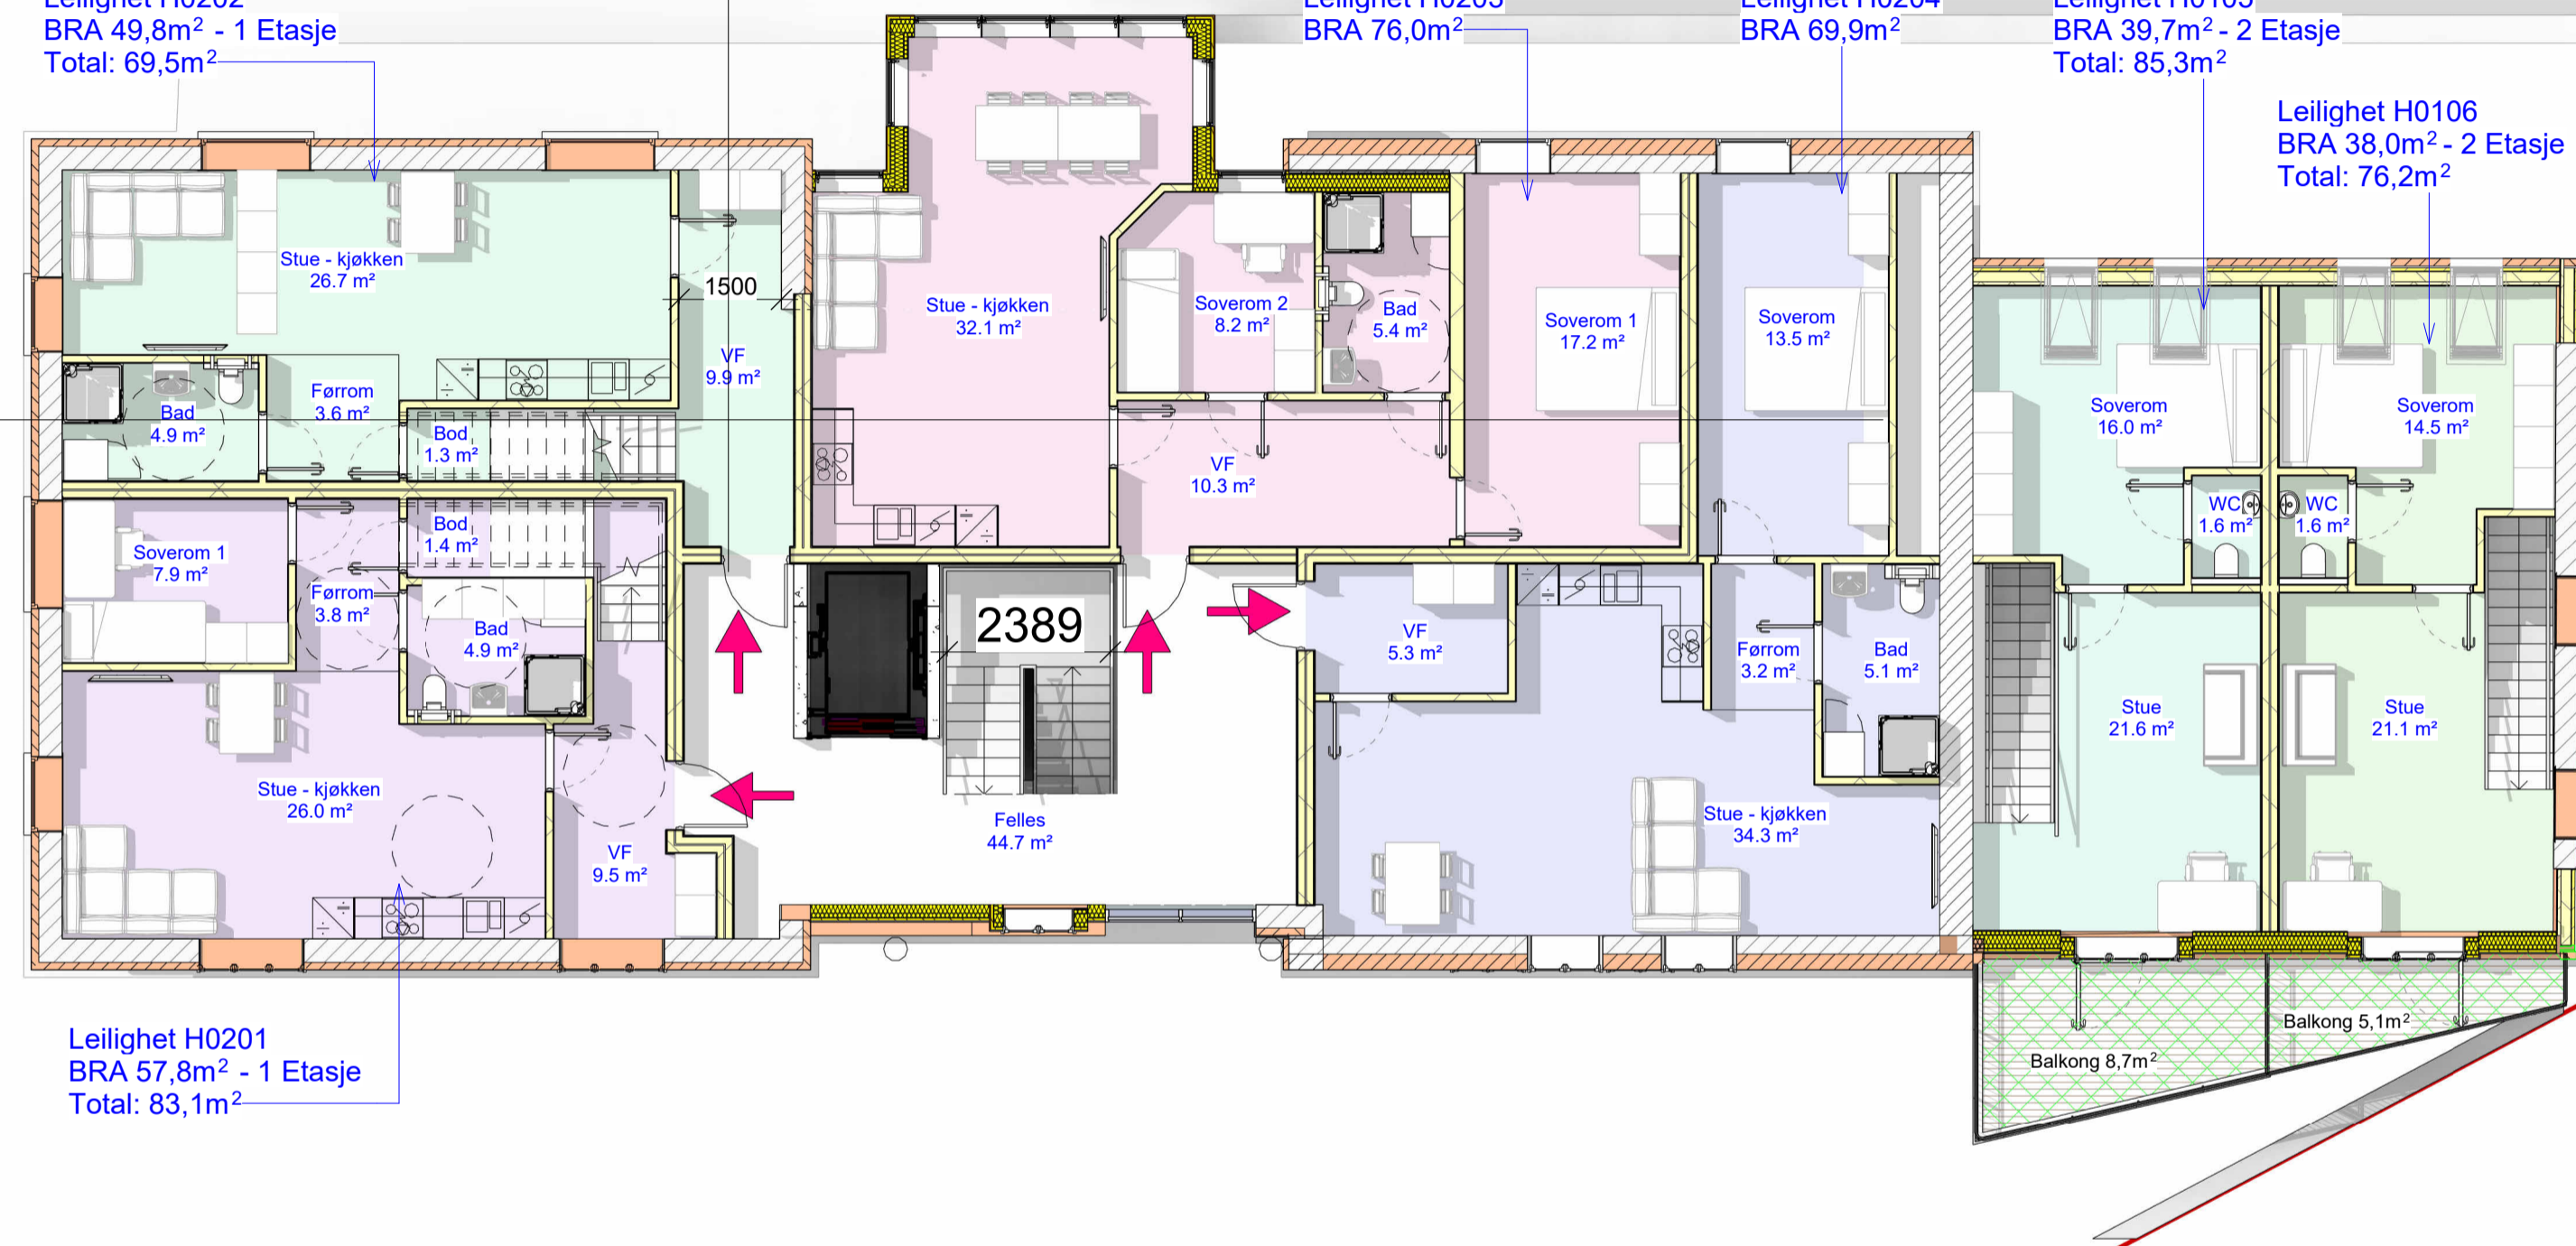 Leilighet H0202
BRA 49,8m² - 1 Etasje
Total: 69,5m²
Leilighet H0203
BRA 76,0m²
Leilighet H0204
BRA 69,9m²
Leilighet H0105
BRA 39,7m² - 2 Etasje
Total: 85,3m²
Leilighet H0106
BRA 38,0m² - 2 Etasje
Total: 76,2m²
Stue - kjøkken
26.7 m²
1500
VF
9.9 m²
Førrom
3.6 m²
Bad
4.9 m²
Bod
1.3 m²
Stue - kjøkken
32.1 m²
Soverom 2
8.2 m²
Bad
5.4 m²
VF
10.3 m²
Soverom 1
17.2 m²
Soverom
13.5 m²
Soverom
16.0 m²
Soverom
14.5 m²
WC
1.6 m²
WC
1.6 m²
Soverom 1
7.9 m²
Bod
1.4 m²
Førrom
3.8 m²
Bad
4.9 m²
2389
VF
5.3 m²
Førrom
3.2 m²
Bad
5.1 m²
Stue
21.6 m²
Stue
21.1 m²
Stue - kjøkken
26.0 m²
VF
9.5 m²
Felles
44.7 m²
Stue - kjøkken
34.3 m²
Balkong 5,1m²
Balkong 8,7m²
Leilighet H0201
BRA 57,8m² - 1 Etasje
Total: 83,1m²